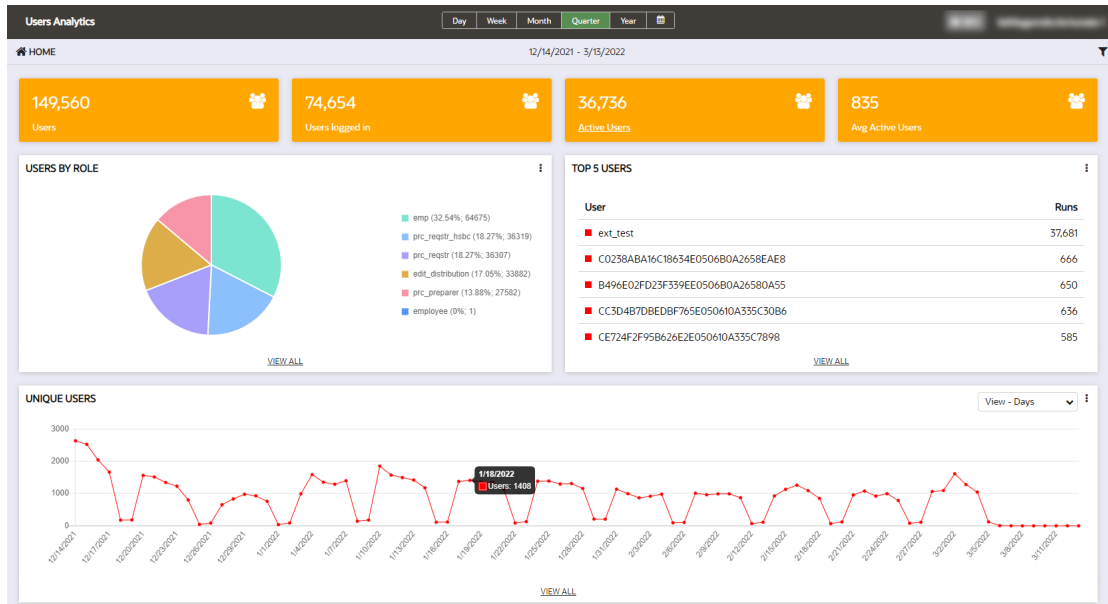 Users Analytics
Day Week Month Quarter Year
HOME
12/14/2021 - 3/13/2022
149,560
Users
74,654
Users logged in
36,736
Active Users
835
Avg Active Users
USERS BY ROLE
emp (32.54%; 64675)
prc_reqstr_hsbc (18.27%; 36319)
prc_reqstr (18.27%; 36307)
edit_distribution (17.05%; 33882)
prc_preparer (13.88%; 27582)
employee (0%; 1)
VIEW ALL
TOP 5 USERS
User Runs
ext_test 37,681
C0238ABA16C18634E0506B0A2658EAE8 666
B496E02FD23F339EE0506B0A26580A55 650
CC3D4B7DBEDBF765E050610A335C30B6 636
CE724F2F95B626E2E050610A335C7898 585
VIEW ALL
UNIQUE USERS
View - Days
3000
2000
1000
0
1/18/2022
Users: 1408
12/14/2021 12/17/2021 12/20/2021 12/23/2021 12/26/2021 12/29/2021 1/1/2022 1/4/2022 1/7/2022 1/10/2022 1/13/2022 1/16/2022 1/19/2022 1/22/2022 1/25/2022 1/28/2022 1/31/2022 2/3/2022 2/6/2022 2/9/2022 2/12/2022 2/15/2022 2/18/2022 2/21/2022 2/24/2022 2/27/2022 3/2/2022 3/5/2022 3/8/2022 3/11/2022
VIEW ALL